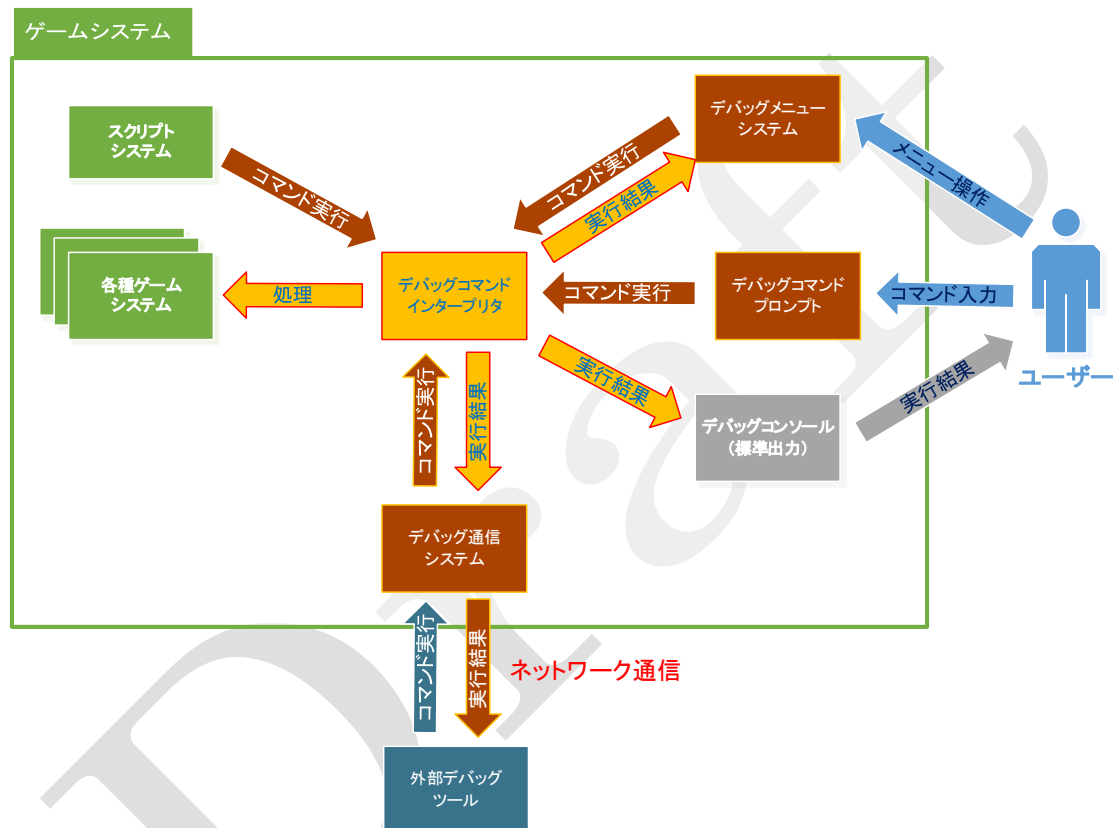 ゲームシステム
スクリプト
システム
コマンド実行
デバッグメニュー
システム
コマンド実行
実行結果
メニュー操作
各種ゲーム
システム
処理
デバッグコマンド
インタープリタ
コマンド実行
デバッグコマンド
プロンプト
コマンド入力
ユーザー
実行結果
デバッグコンソール
（標準出力）
実行結果
コマンド実行
実行結果
デバッグ通信
システム
コマンド実行
実行結果
ネットワーク通信
外部デバッグ
ツール
Draft